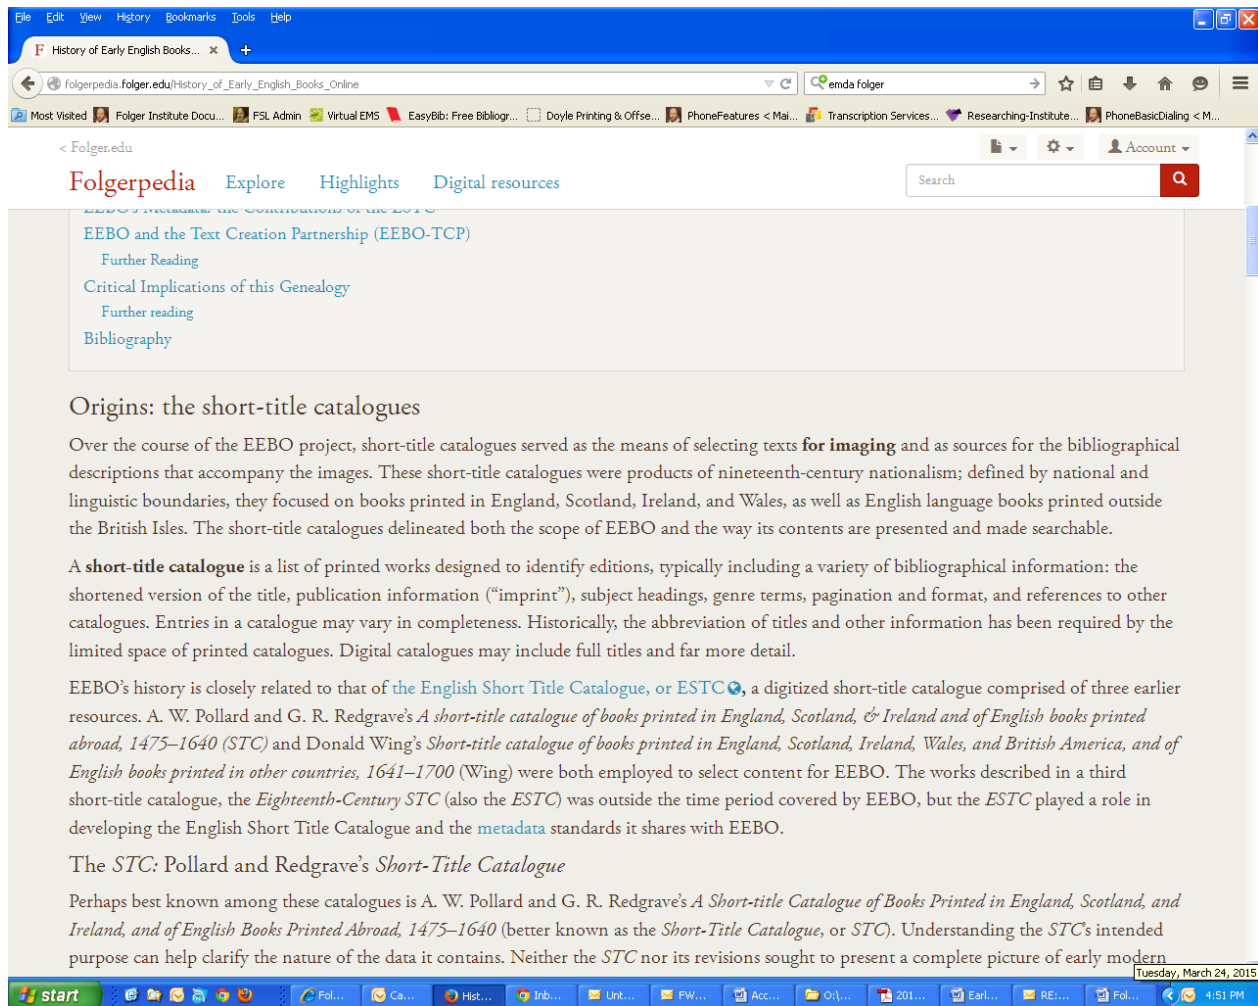 File Edit View History Bookmarks Tools Help
History of Early English Books...
folgerpedia.folger.edu/History_of_Early_English_Books_Online
emda folger
Most Visited Folger Institute Docu... FSL Admin Virtual EMS EasyBib: Free Bibliogr... Doyle Printing & Offse... PhoneFeatures < Mai... Transcription Services... Researching-Institute... PhoneBasicDialing < M...
< Folger.edu
Account
Folgerpedia Explore Highlights Digital resources
Search
EEBO's Metadata: the Contributions of the ESTC
EEBO and the Text Creation Partnership (EEBO-TCP)
Further Reading
Critical Implications of this Genealogy
Further reading
Bibliography
Origins: the short-title catalogues
Over the course of the EEBO project, short-title catalogues served as the means of selecting texts for imaging and as sources for the bibliographical
descriptions that accompany the images. These short-title catalogues were products of nineteenth-century nationalism; defined by national and
linguistic boundaries, they focused on books printed in England, Scotland, Ireland, and Wales, as well as English language books printed outside
the British Isles. The short-title catalogues delineated both the scope of EEBO and the way its contents are presented and made searchable.
A short-title catalogue is a list of printed works designed to identify editions, typically including a variety of bibliographical information: the
shortened version of the title, publication information (“imprint”), subject headings, genre terms, pagination and format, and references to other
catalogues. Entries in a catalogue may vary in completeness. Historically, the abbreviation of titles and other information has been required by the
limited space of printed catalogues. Digital catalogues may include full titles and far more detail.
EEBO’s history is closely related to that of the English Short Title Catalogue, or ESTC, a digitized short-title catalogue comprised of three earlier
resources. A. W. Pollard and G. R. Redgrave’s A short-title catalogue of books printed in England, Scotland, & Ireland and of English books printed
abroad, 1475–1640 (STC) and Donald Wing’s Short-title catalogue of books printed in England, Scotland, Ireland, Wales, and British America, and of
English books printed in other countries, 1641–1700 (Wing) were both employed to select content for EEBO. The works described in a third
short-title catalogue, the Eighteenth-Century STC (also the ESTC) was outside the time period covered by EEBO, but the ESTC played a role in
developing the English Short Title Catalogue and the metadata standards it shares with EEBO.
The STC: Pollard and Redgrave’s Short-Title Catalogue
Perhaps best known among these catalogues is A. W. Pollard and G. R. Redgrave’s A Short-title Catalogue of Books Printed in England, Scotland, and
Ireland, and of English Books Printed Abroad, 1475–1640 (better known as the Short-Title Catalogue, or STC). Understanding the STC’s intended
purpose can help clarify the nature of the data it contains. Neither the STC nor its revisions sought to present a complete picture of early modern
Tuesday, March 24, 2015
start Fol... Ca... Hist... Inb... Unt... FW... Acc... O:\... 201... Earl... RE:... Fol... 4:51 PM